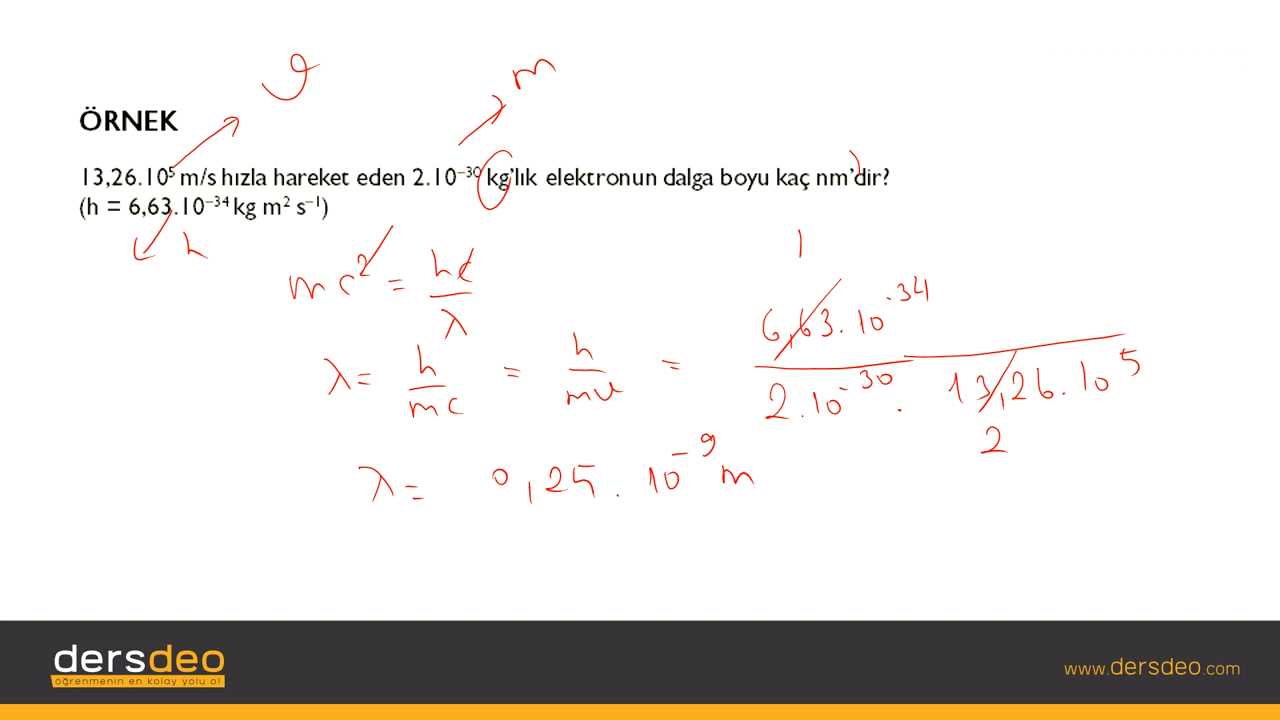 ϑ
m
ÖRNEK
13,26.10⁵ m/s hızla hareket eden 2.10⁻³⁰ kg'lık elektronun dalga boyu kaç nm'dir?
(h = 6,63.10⁻³⁴ kg m² s⁻¹)
h
mc² = hc / λ
1
λ = h / mc = h / mv = 6,63.10⁻³⁴ / 2.10⁻³⁰ . 13,26.10⁵
2
λ = 0,25 . 10⁻⁹ m
dersdeo
öğrenmenin en kolay yolu o!
www.dersdeo.com